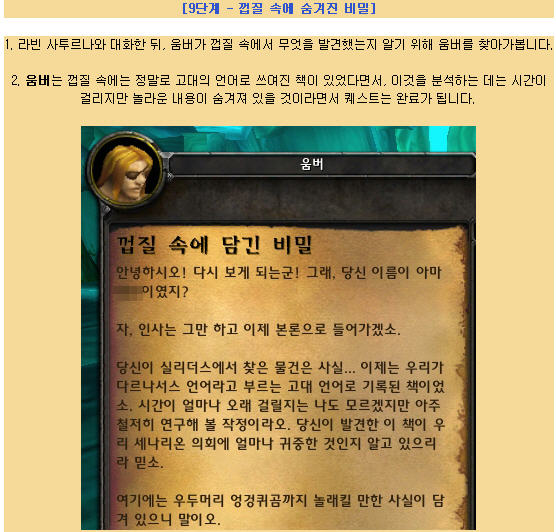 [9단계 - 껍질 속에 숨겨진 비밀]
1. 라빈 사투르나와 대화한 뒤, 움버가 껍질 속에서 무엇을 발견했는지 알기 위해 움버를 찾아가봅니다.
2. 움버는 껍질 속에는 정말로 고대의 언어로 쓰여진 책이 있었다면서, 이것을 분석하는 데는 시간이
걸리지만 놀라운 내용이 숨겨져 있을 것이라면서 퀘스트는 완료가 됩니다.
움버
껍질 속에 담긴 비밀
안녕하시오! 다시 보게 되는군! 그래, 당신 이름이 아마
이였지?
자, 인사는 그만 하고 이제 본론으로 들어가겠소.
당신이 실리더스에서 찾은 물건은 사실... 이제는 우리가
다르나서스 언어라고 부르는 고대 언어로 기록된 책이었
소. 시간이 얼마나 오래 걸릴지는 나도 모르겠지만 아주
철저히 연구해 볼 작정이라오. 당신이 발견한 이 책이 우
리 세나리온 의회에 얼마나 귀중한 것인지 알고 있으리
라 믿소.
여기에는 우두머리 엉겅퀴곰까지 놀래킬 만한 사실이 담
겨 있으니 말이오.